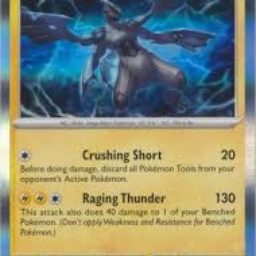 Crushing Short 20
Before doing damage, discard all Pokémon Tools from your
opponent's Active Pokémon.
Raging Thunder 130
This attack also does 40 damage to 1 of your Benched
Pokémon. (Don't apply Weakness and Resistance for Benched
Pokémon.)